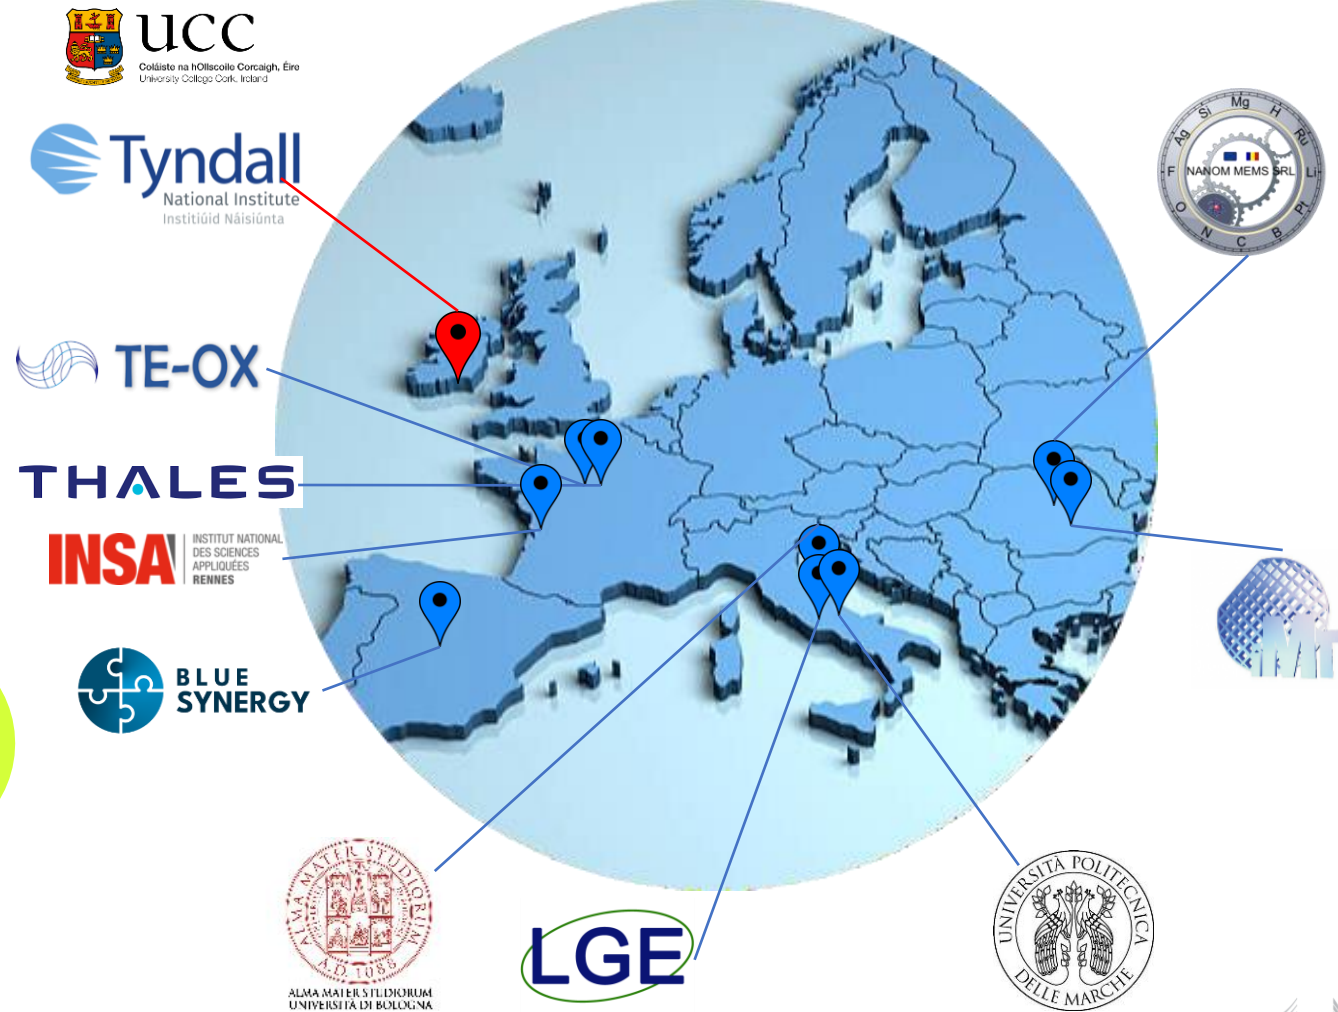 UCC
Coláiste na hOllscoile Corcaigh, Éire
University College Cork, Ireland
Tyndall
National Institute
Institiúid Náisiúnta
TE-OX
THALES
INSA
INSTITUT NATIONAL
DES SCIENCES
APPLIQUÉES
RENNES
BLUE
SYNERGY
Ag Si Mg H Ru
F NANOM MEMS SRL Li
O N C B Pt
ALMA MATER STUDIORUM
A.D. 1088
ALMA MATER STUDIORUM
UNIVERSITÀ DI BOLOGNA
LGE
UNIVERSITÀ POLITECNICA
DELLE MARCHE